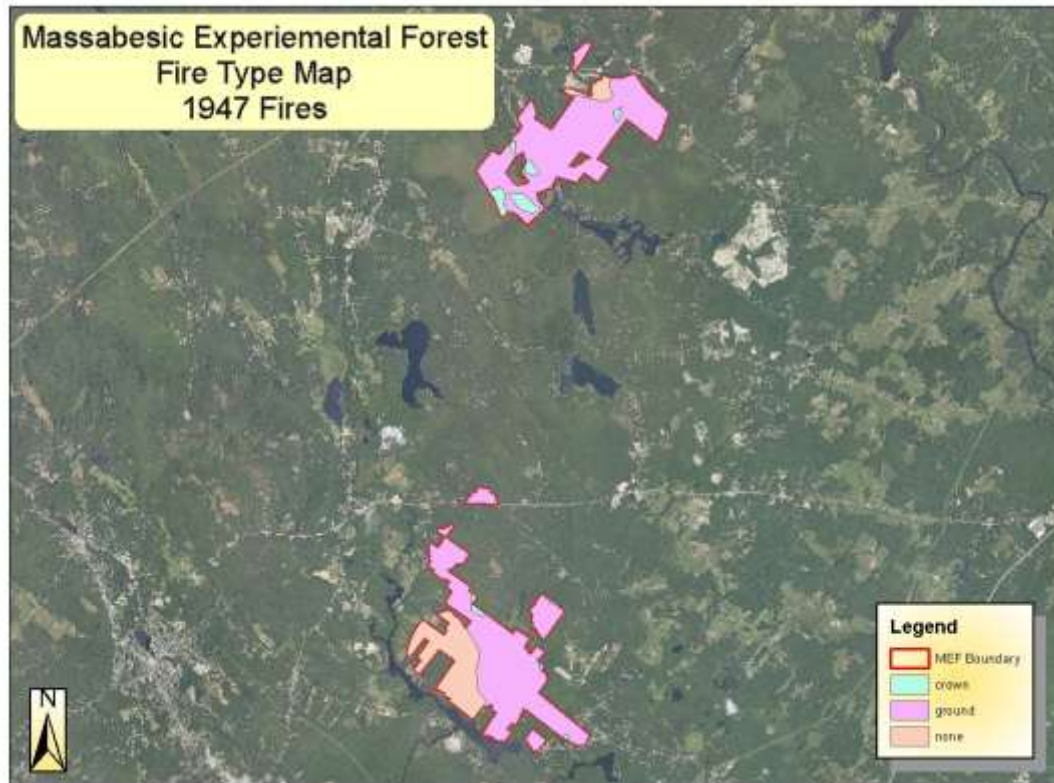 Massabesic Experiemental Forest
Fire Type Map
1947 Fires
N
Legend
MEF Boundary
crown
ground
none